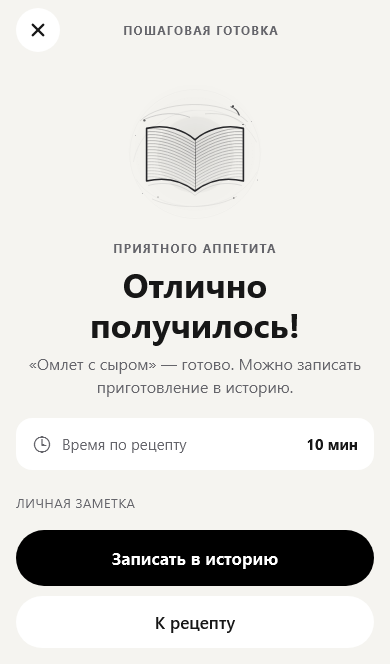 ПОШАГОВАЯ ГОТОВКА
ПРИЯТНОГО АППЕТИТА
Отлично
получилось!
«Омлет с сыром» — готово. Можно записать
приготовление в историю.
Время по рецепту 10 мин
ЛИЧНАЯ ЗАМЕТКА
Записать в историю
К рецепту